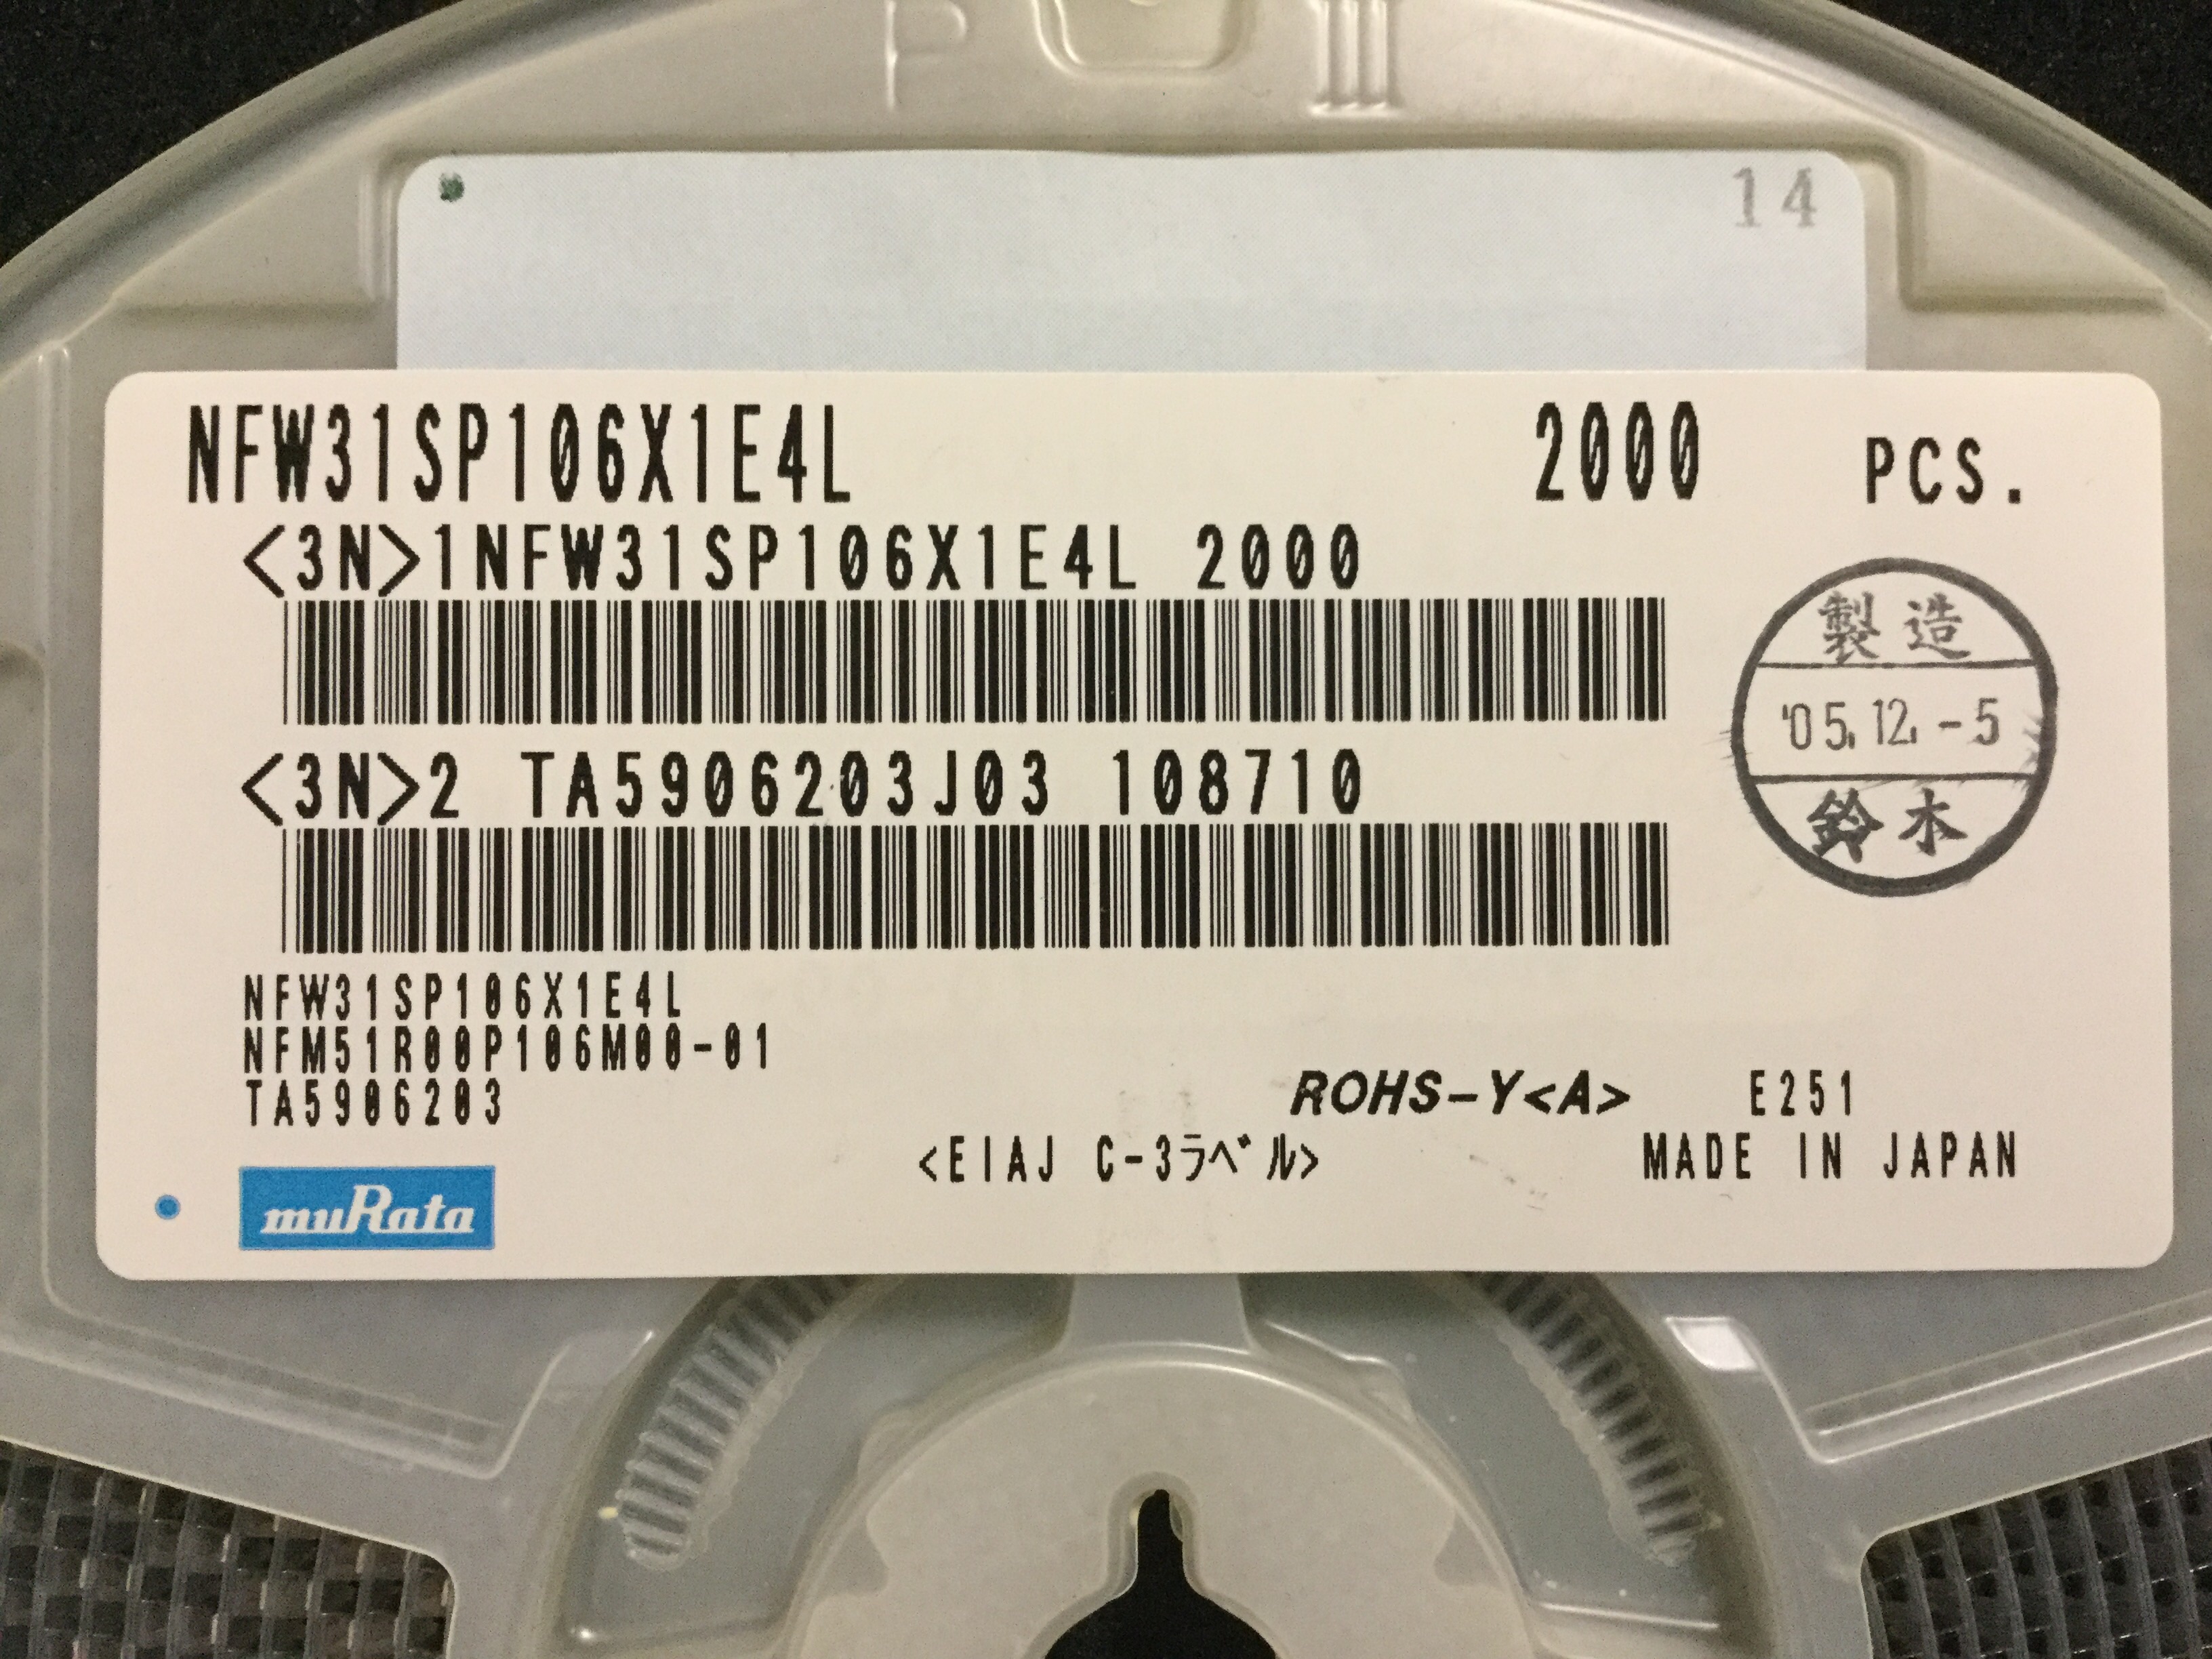 P
14
NFW31SP106X1E4L 2000 PCS.
<3N>1NFW31SP106X1E4L 2000
製造
'05.12.-5
鈴木
<3N>2 TA5906203J03 108710
NFW31SP106X1E4L
NFM51R00P106M00-01
TA5906203
ROHS-Y<A> E251
<EIAJ C-3ラベル> MADE IN JAPAN
muRata